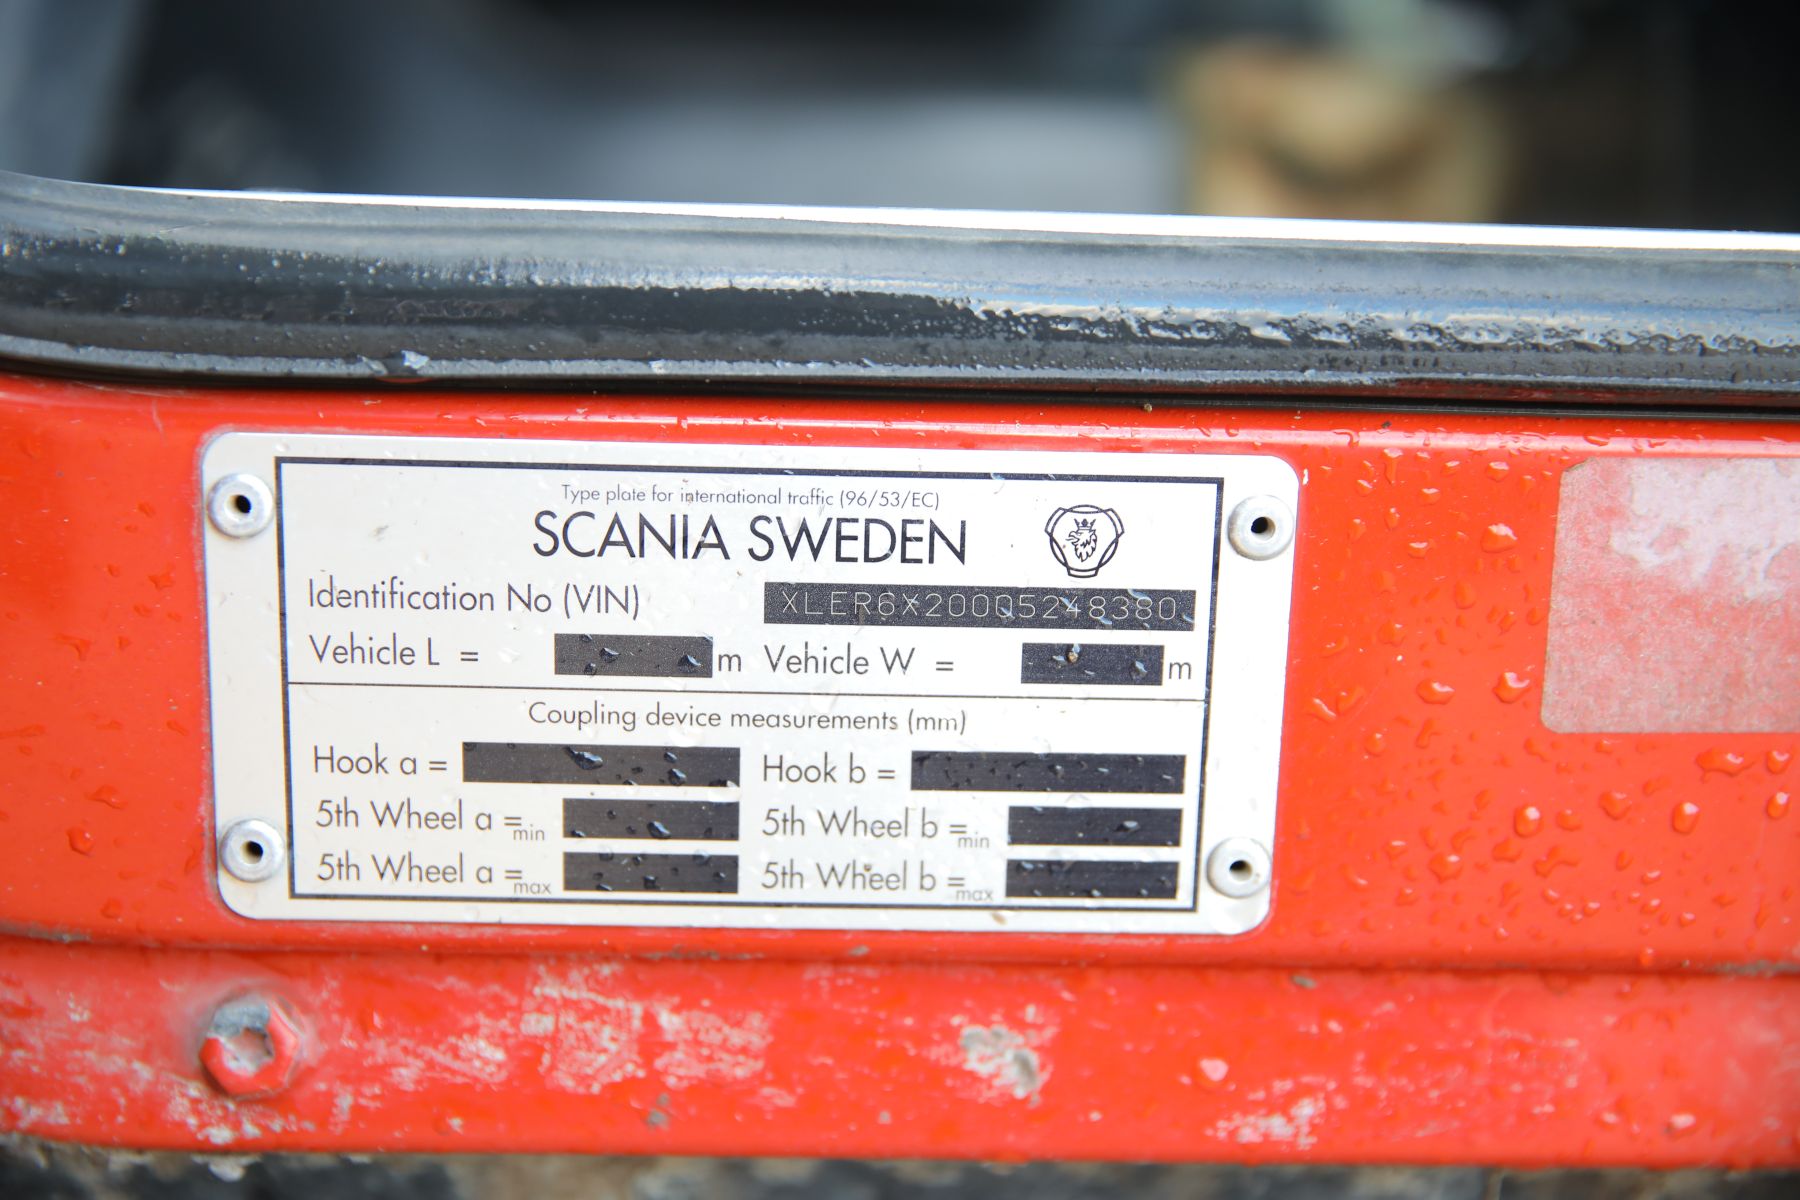 Type plate for international traffic (96/53/EC)
SCANIA SWEDEN
Identification No (VIN) XLER6X20005248380
Vehicle L = m Vehicle W = m
Coupling device measurements (mm)
Hook a = Hook b =
5th Wheel a = min 5th Wheel b = min
5th Wheel a = max 5th Wheel b = max